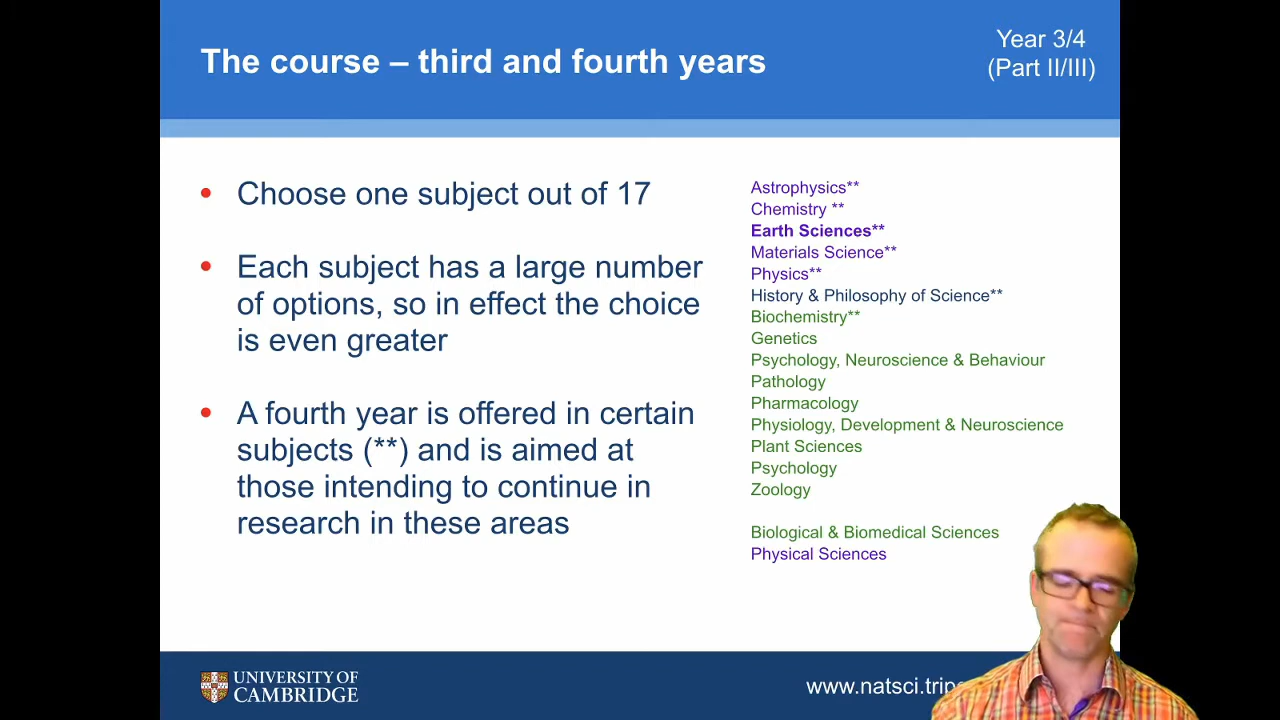 The course – third and fourth years
Year 3/4
(Part II/III)
• Choose one subject out of 17
• Each subject has a large number
of options, so in effect the choice
is even greater
• A fourth year is offered in certain
subjects (**) and is aimed at
those intending to continue in
research in these areas
Astrophysics**
Chemistry **
Earth Sciences**
Materials Science**
Physics**
History & Philosophy of Science**
Biochemistry**
Genetics
Psychology, Neuroscience & Behaviour
Pathology
Pharmacology
Physiology, Development & Neuroscience
Plant Sciences
Psychology
Zoology
Biological & Biomedical Sciences
Physical Sciences
UNIVERSITY OF
CAMBRIDGE